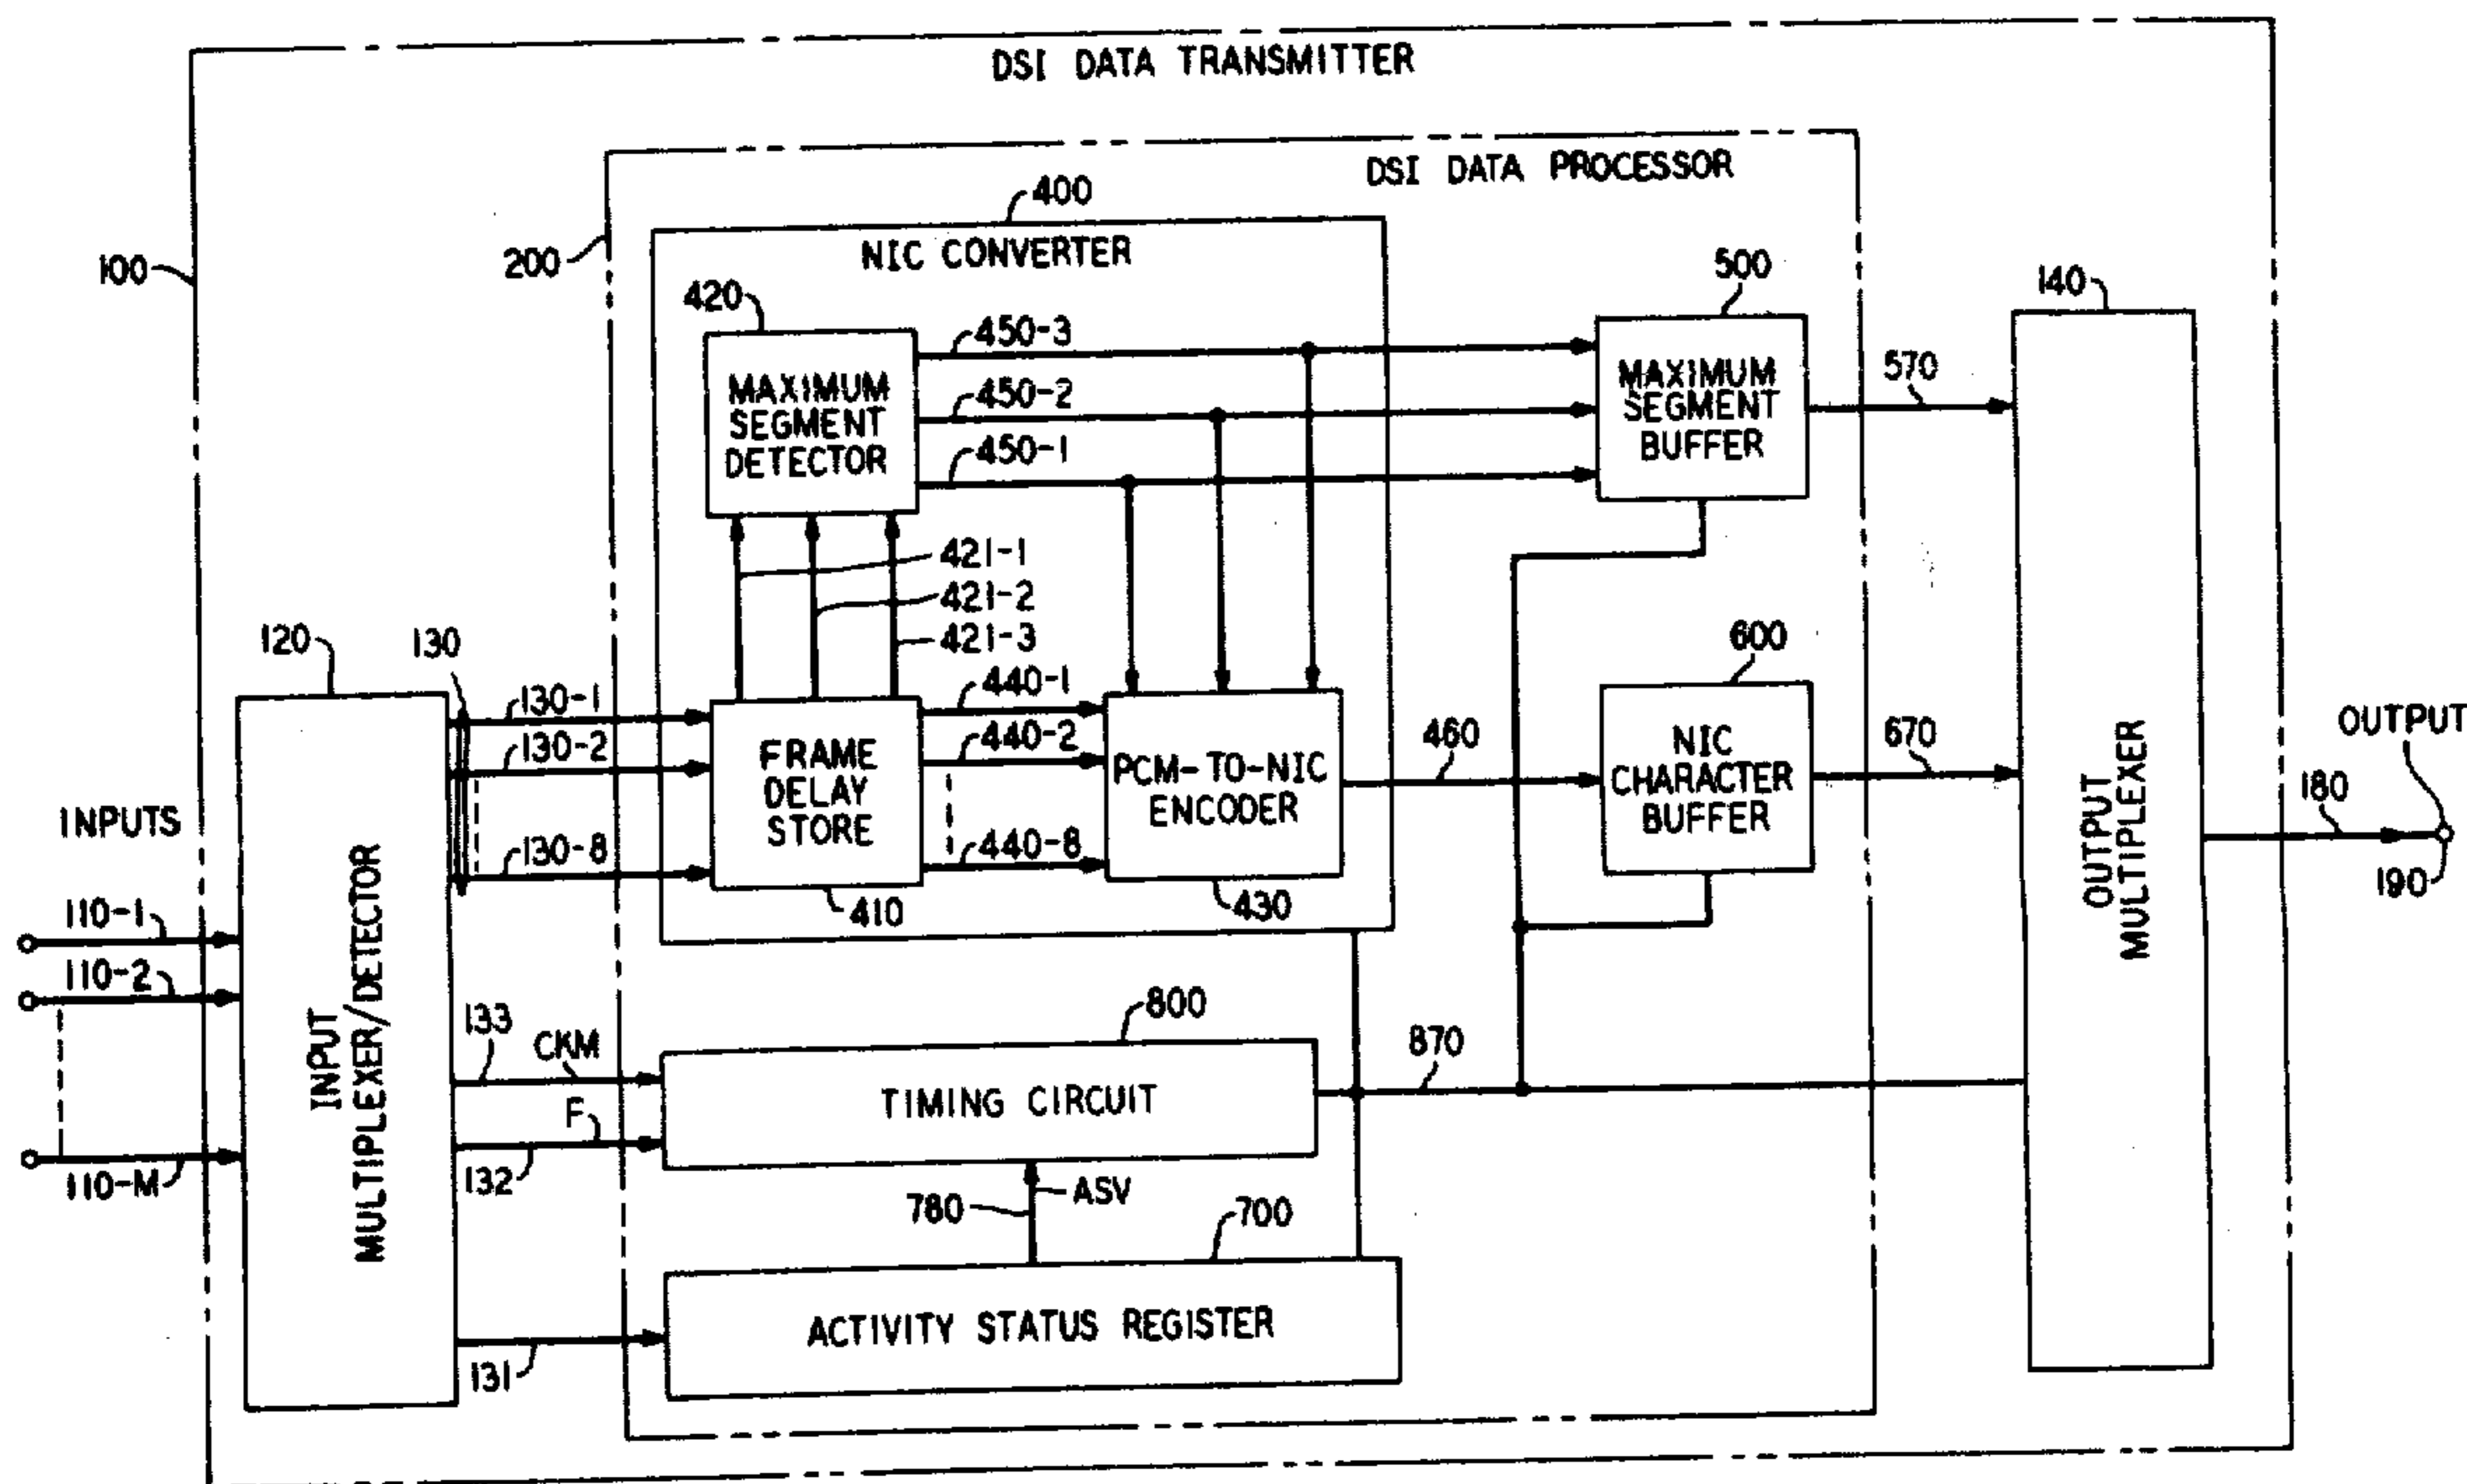 DSI DATA TRANSMITTER
DSI DATA PROCESSOR
400
NIC CONVERTER
200
100
500
140
420
450-3
450-2
450-1
MAXIMUM
SEGMENT
DETECTOR
MAXIMUM
SEGMENT
BUFFER
570
421-1
421-2
421-3
120
130
600
130-1
130-2
130-8
440-1
440-2
440-8
FRAME
DELAY
STORE
410
PCM-TO-NIC
ENCODER
430
460
NIC
CHARACTER
BUFFER
670
OUTPUT
MULTIPLEXER
OUTPUT
180
190
INPUTS
110-1
110-2
110-M
INPUT
MULTIPLEXER/DETECTOR
133
CKM
800
870
F
132
TIMING CIRCUIT
780
ASV
700
131
ACTIVITY STATUS REGISTER